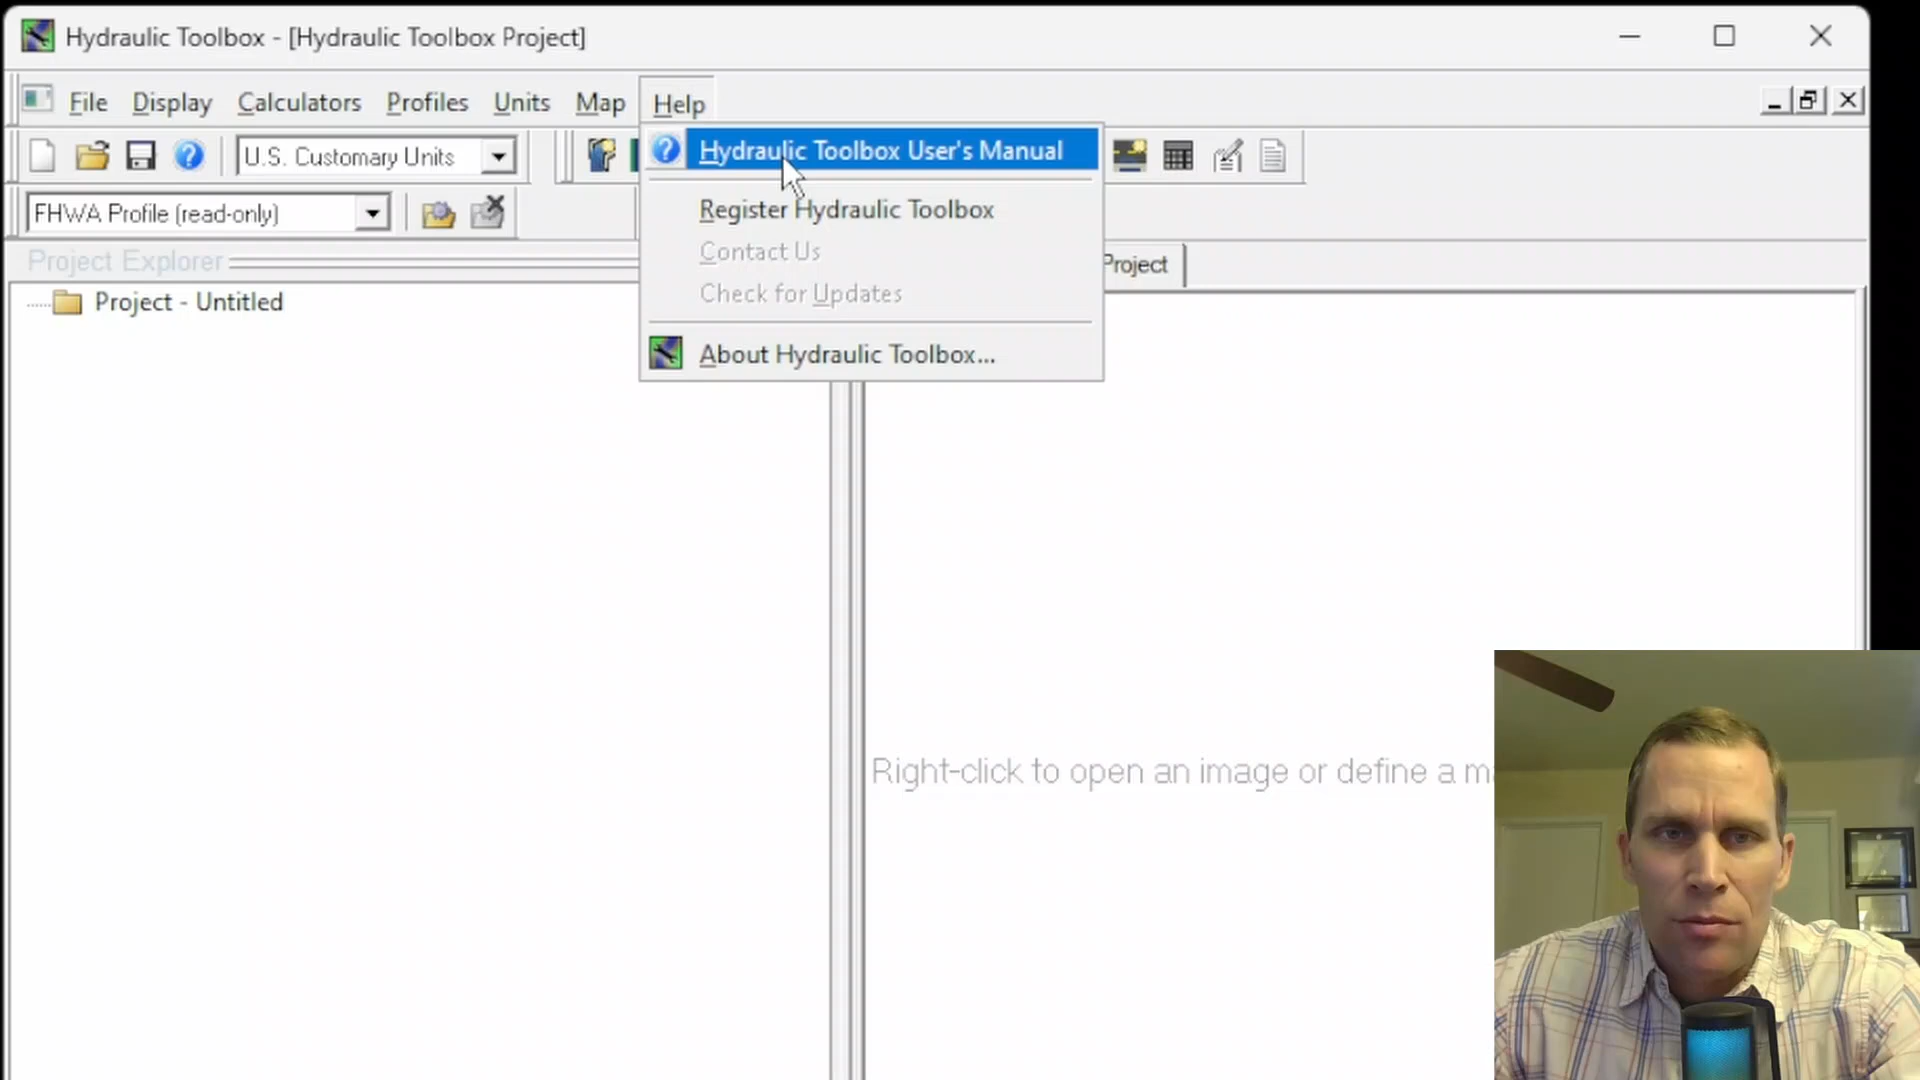 Hydraulic Toolbox - [Hydraulic Toolbox Project]
File Display Calculators Profiles Units Map Help
U.S. Customary Units
Hydraulic Toolbox User's Manual
FHWA Profile (read-only)
Register Hydraulic Toolbox
Contact Us
Check for Updates
About Hydraulic Toolbox...
Project Explorer
Project
Project - Untitled
Right-click to open an image or define a